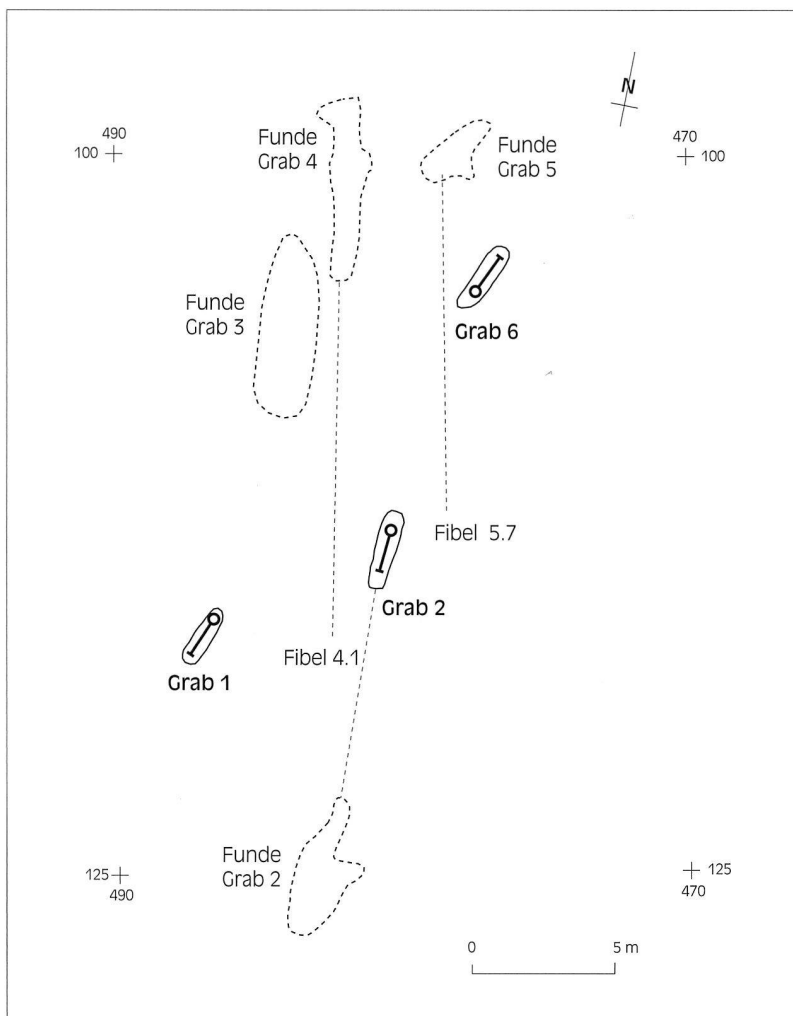 N
490
100
Funde
Grab 4
Funde
Grab 5
470
100
Funde
Grab 3
Grab 6
Fibel 5.7
Grab 2
Fibel 4.1
Grab 1
Funde
Grab 2
125
490
125
470
0
5 m